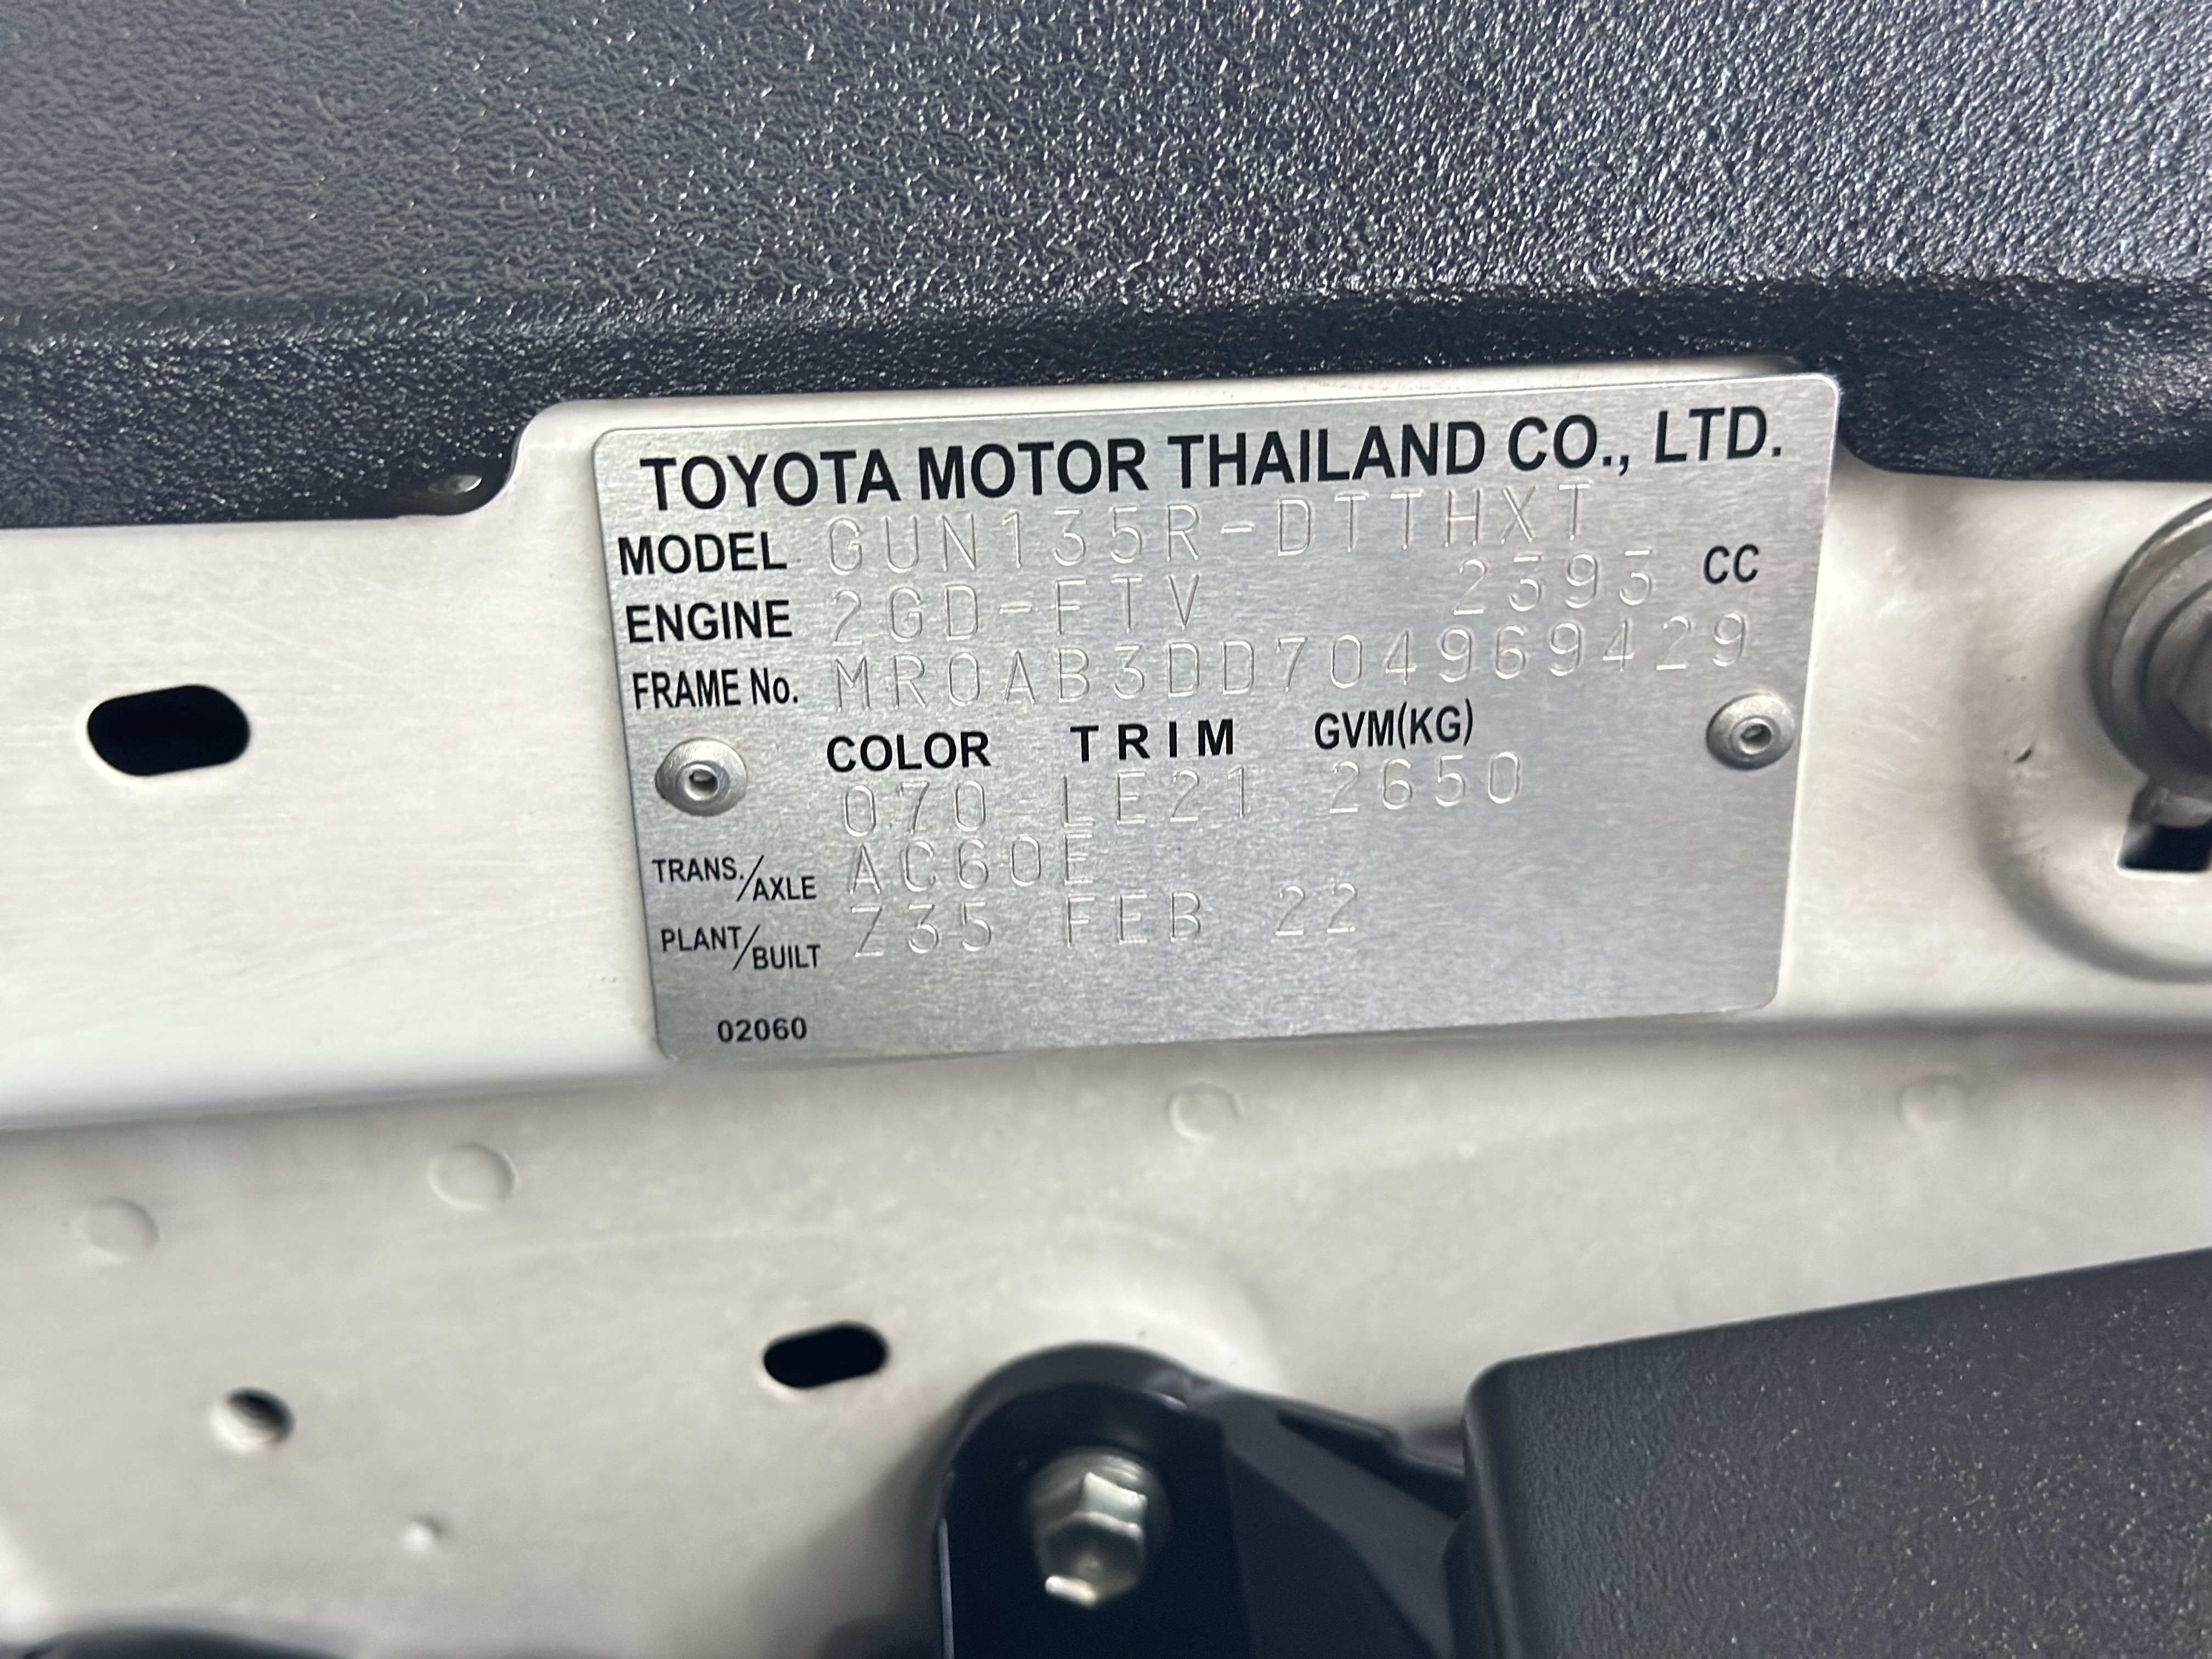 TOYOTA MOTOR THAILAND CO., LTD.
MODEL GUN135R-DTTHXT
ENGINE 2GD-FTV 2393 CC
FRAME No. MR0AB3DD704969429
COLOR TRIM GVM(KG)
070 LE21 2650
TRANS./AXLE AC60E
PLANT/BUILT Z35 FEB 22
02060